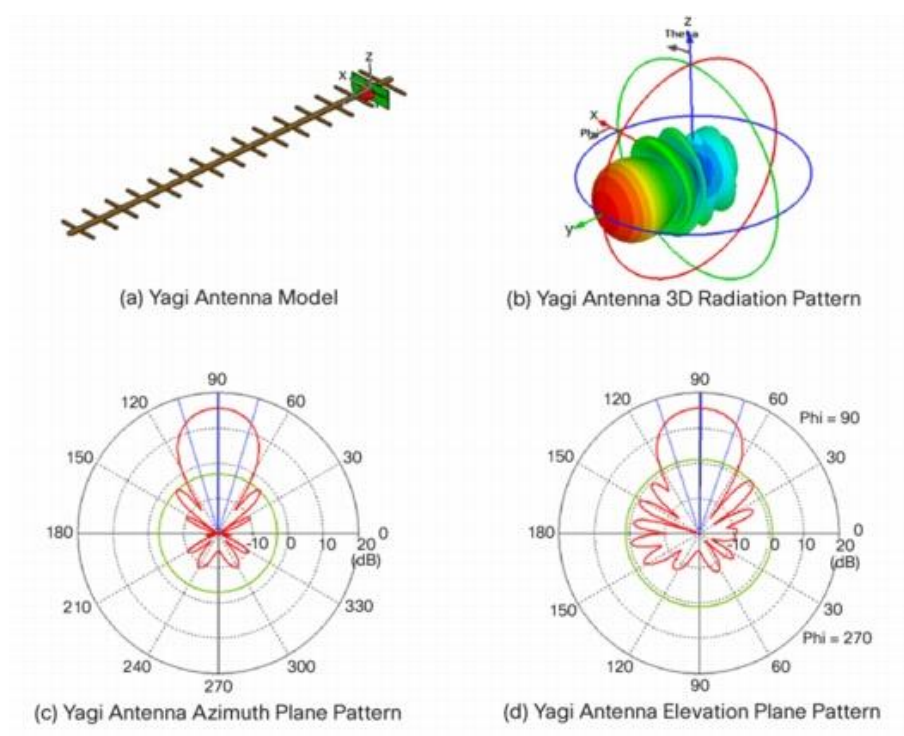 Z
X
(a) Yagi Antenna Model
Z
Theta
X
Phi
y
(b) Yagi Antenna 3D Radiation Pattern
90
120 60
150 30
180 0
-10 0 10 20
(dB)
210 330
240 300
270
(c) Yagi Antenna Azimuth Plane Pattern
90
120 60
Phi = 90
150 30
180 0
-10 0 10 20
(dB)
150 30
Phi = 270
120 60
90
(d) Yagi Antenna Elevation Plane Pattern